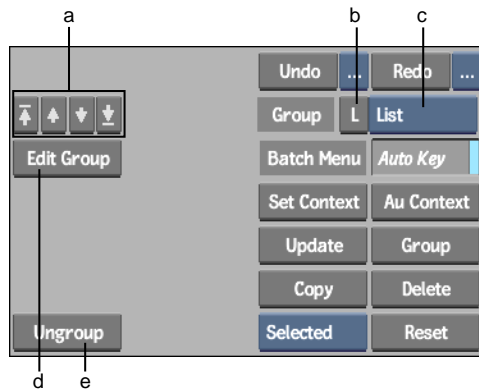 a b c
Undo ... Redo ...
Group L List
Edit Group Batch Menu Auto Key
Set Context Au Context
Update Group
Copy Delete
Ungroup Selected Reset
d e